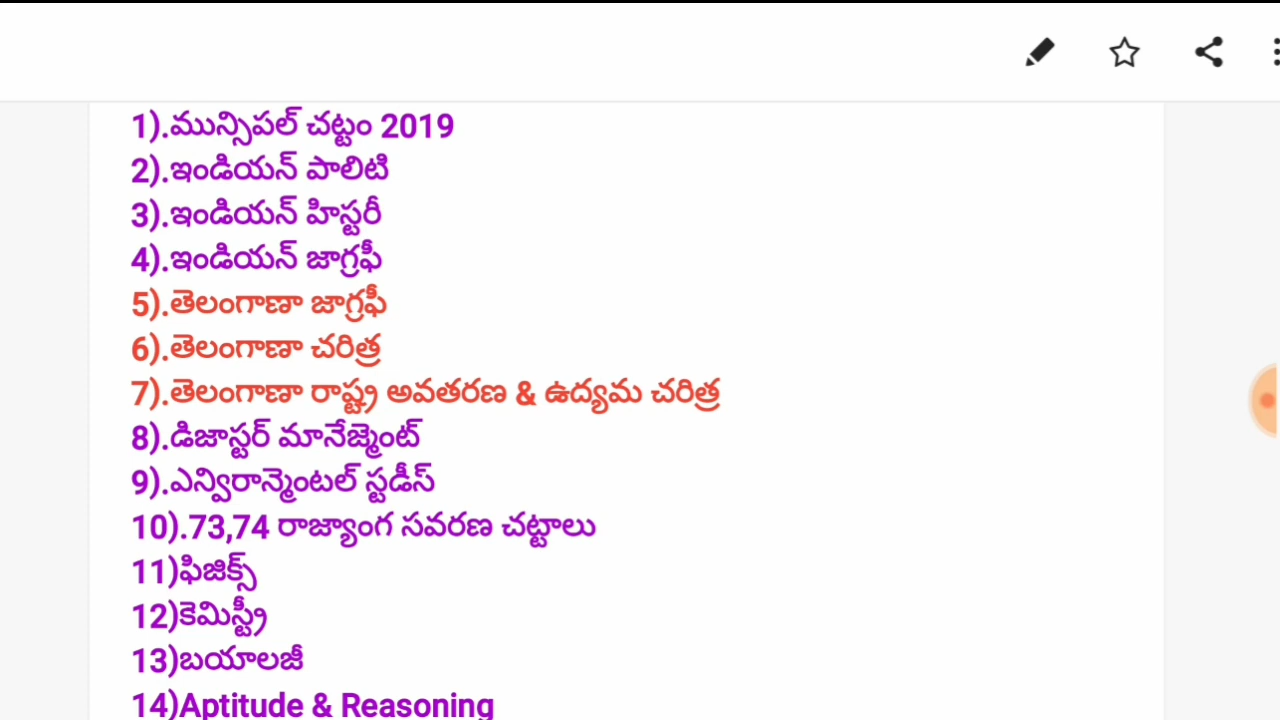 1).మున్సిపల్ చట్టం 2019
2).ఇండియన్ పాలిటి
3).ఇండియన్ హిస్టరీ
4).ఇండియన్ జాగ్రఫీ
5).తెలంగాణా జాగ్రఫీ
6).తెలంగాణా చరిత్ర
7).తెలంగాణా రాష్ట్ర అవతరణ & ఉద్యమ చరిత్ర
8).డిజాస్టర్ మానేజ్మెంట్
9).ఎన్విరాన్మెంటల్ స్టడీస్
10).73,74 రాజ్యాంగ సవరణ చట్టాలు
11)ఫిజిక్స్
12)కెమిస్ట్రీ
13)బయాలజీ
14)Aptitude & Reasoning